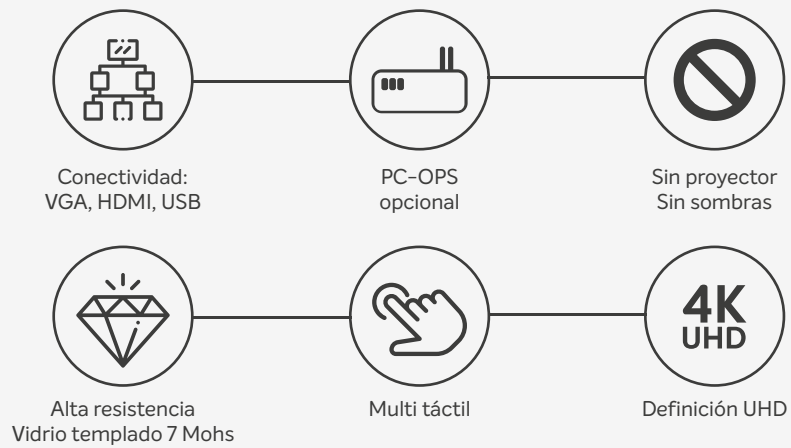 Conectividad:
VGA, HDMI, USB
PC-OPS
opcional
Sin proyector
Sin sombras
4K
UHD
Alta resistencia
Vidrio templado 7 Mohs
Multi táctil
Definición UHD